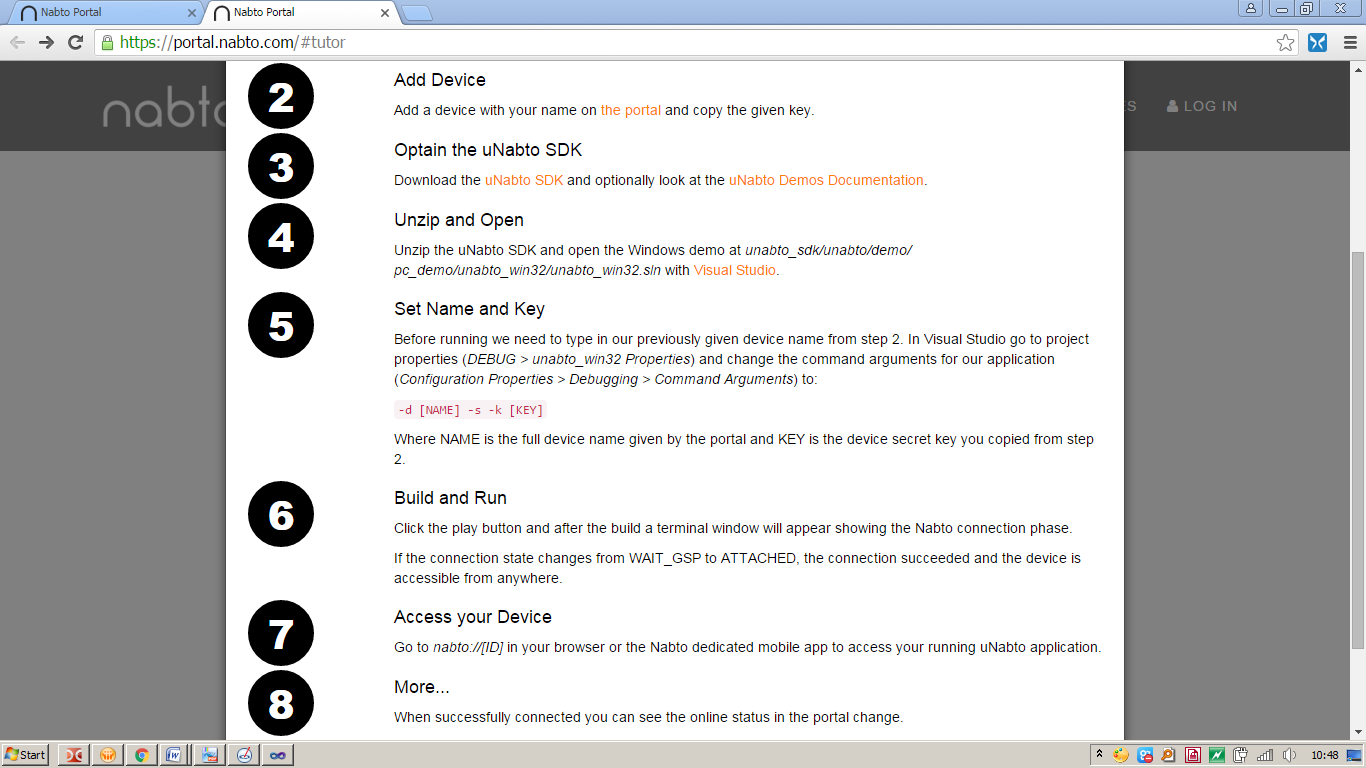 Nabto Portal
Nabto Portal
https://portal.nabto.com/#tutor
nabto
ES
LOG IN
2
Add Device
Add a device with your name on the portal and copy the given key.
3
Optain the uNabto SDK
Download the uNabto SDK and optionally look at the uNabto Demos Documentation.
4
Unzip and Open
Unzip the uNabto SDK and open the Windows demo at unabto_sdk/unabto/demo/
pc_demo/unabto_win32/unabto_win32.sln with Visual Studio.
5
Set Name and Key
Before running we need to type in our previously given device name from step 2. In Visual Studio go to project
properties (DEBUG > unabto_win32 Properties) and change the command arguments for our application
(Configuration Properties > Debugging > Command Arguments) to:
-d [NAME] -s -k [KEY]
Where NAME is the full device name given by the portal and KEY is the device secret key you copied from step
2.
6
Build and Run
Click the play button and after the build a terminal window will appear showing the Nabto connection phase.
If the connection state changes from WAIT_GSP to ATTACHED, the connection succeeded and the device is
accessible from anywhere.
7
Access your Device
Go to nabto://[ID] in your browser or the Nabto dedicated mobile app to access your running uNabto application.
8
More...
When successfully connected you can see the online status in the portal change.
Start
10:48